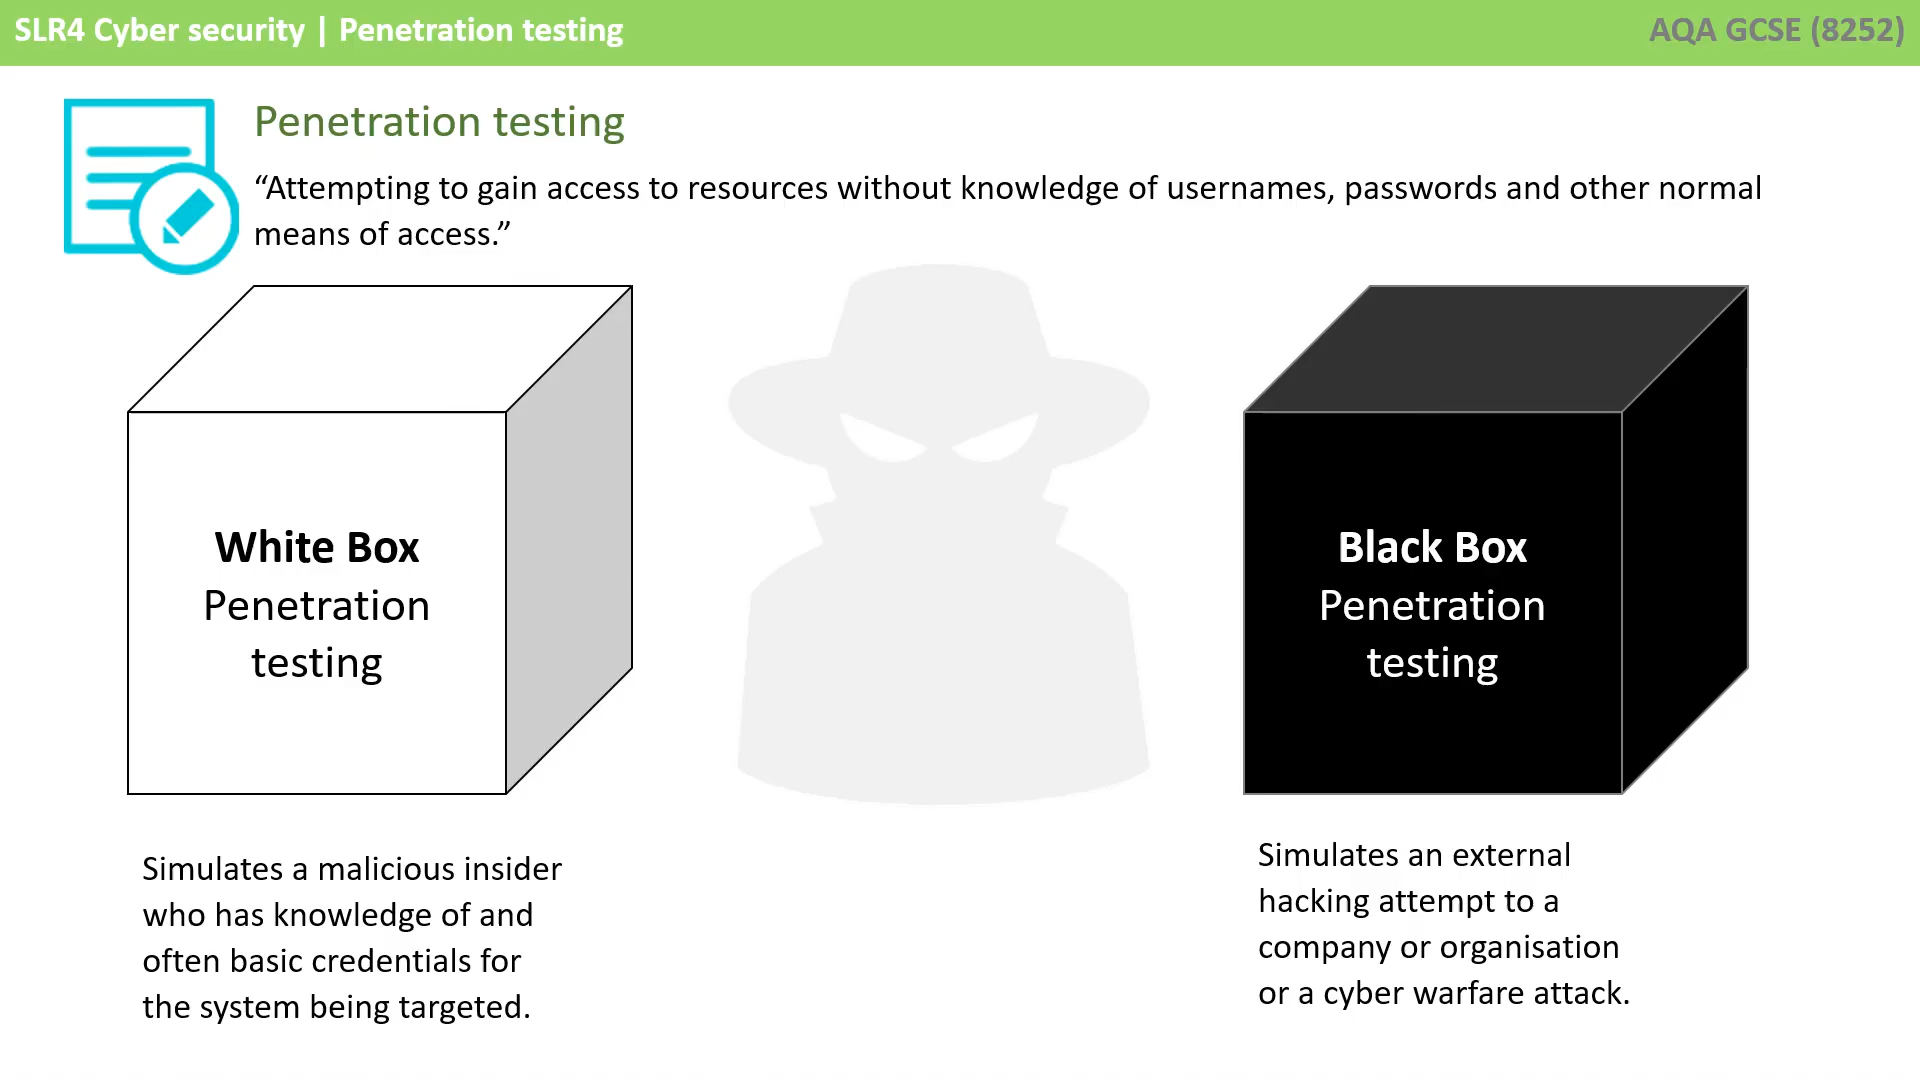 SLR4 Cyber security | Penetration testing
AQA GCSE (8252)
Penetration testing
“Attempting to gain access to resources without knowledge of usernames, passwords and other normal
means of access.”
White Box
Penetration
testing
Black Box
Penetration
testing
Simulates a malicious insider
who has knowledge of and
often basic credentials for
the system being targeted.
Simulates an external
hacking attempt to a
company or organisation
or a cyber warfare attack.